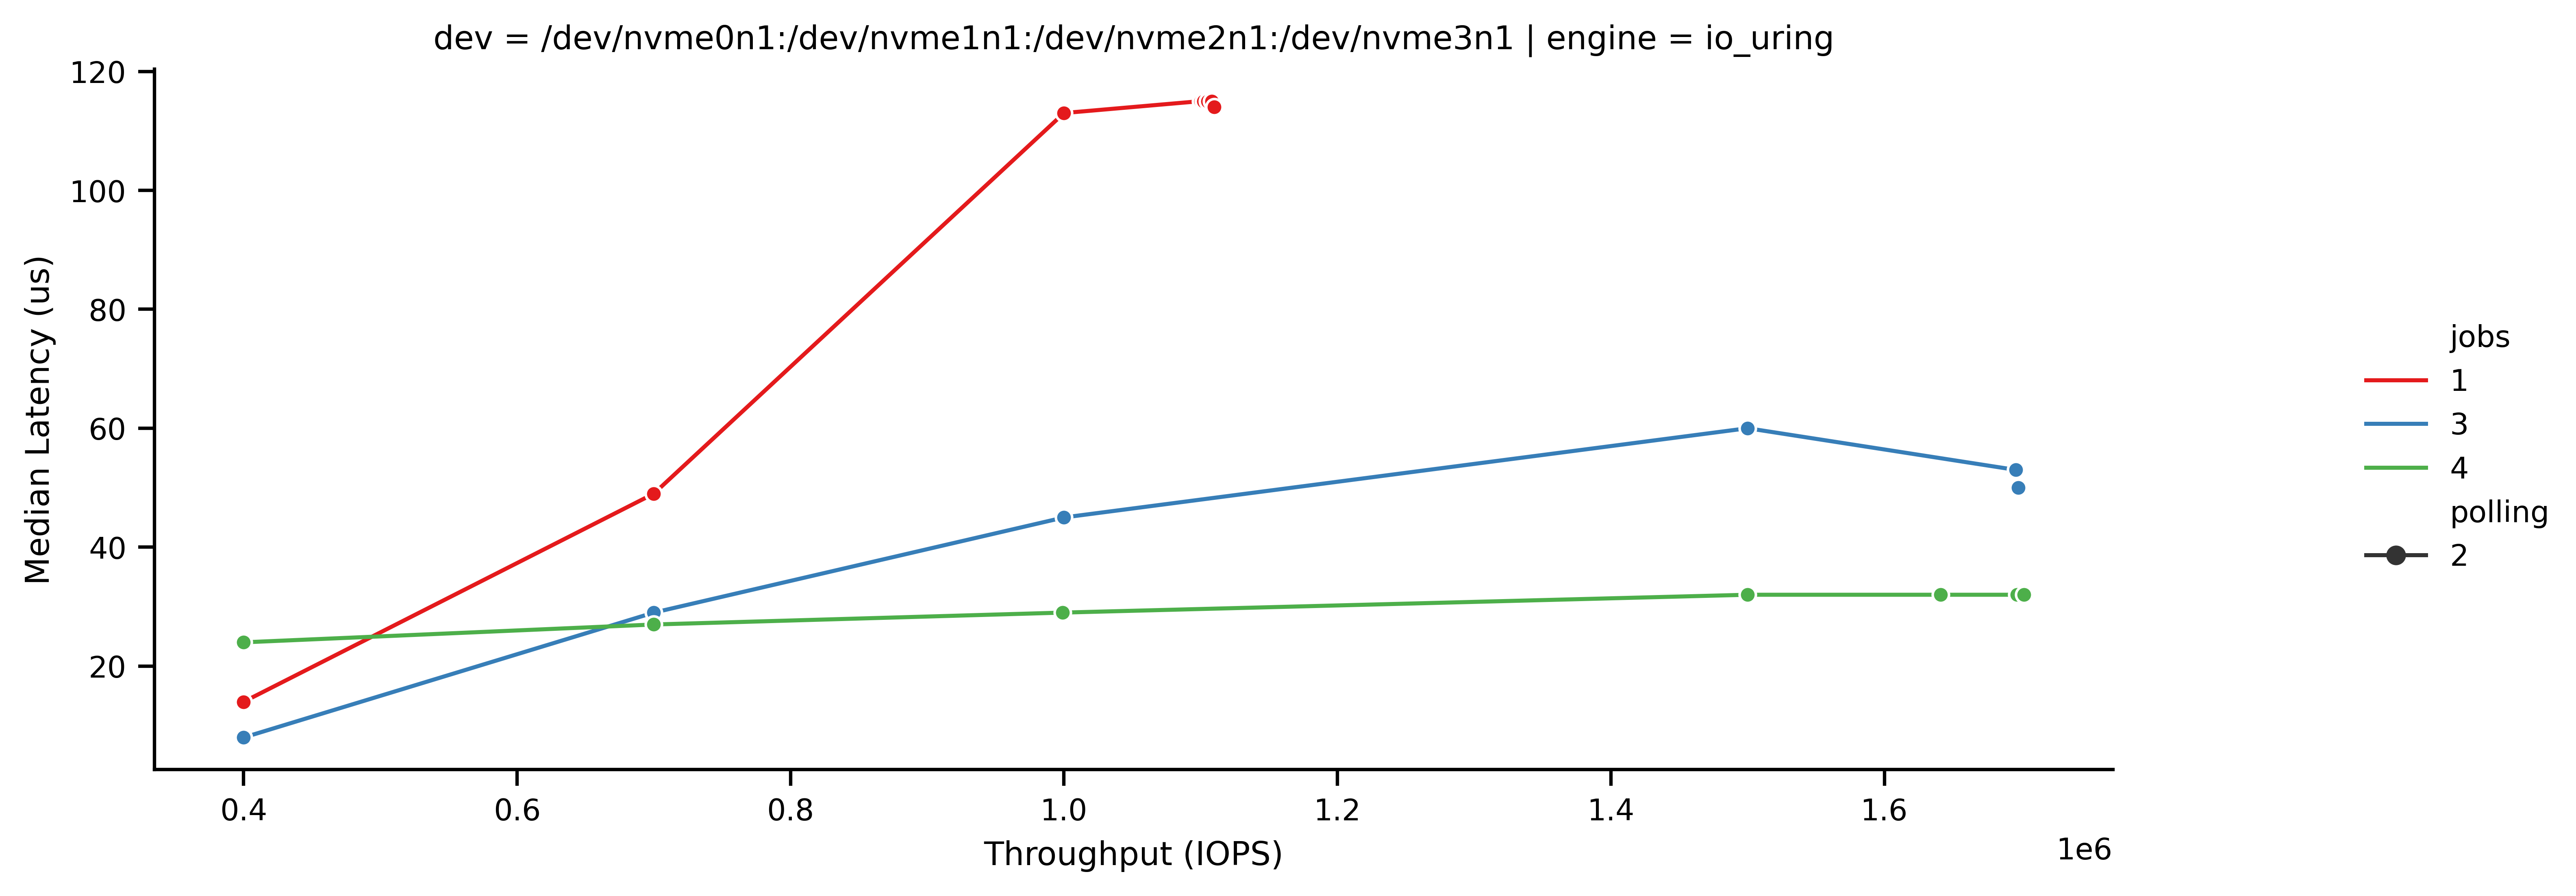 dev = /dev/nvme0n1:/dev/nvme1n1:/dev/nvme2n1:/dev/nvme3n1 | engine = io_uring
120
100
80
60
40
20
Median Latency (us)
0.4 0.6 0.8 1.0 1.2 1.4 1.6
1e6
Throughput (IOPS)
jobs
1
3
4
polling
2